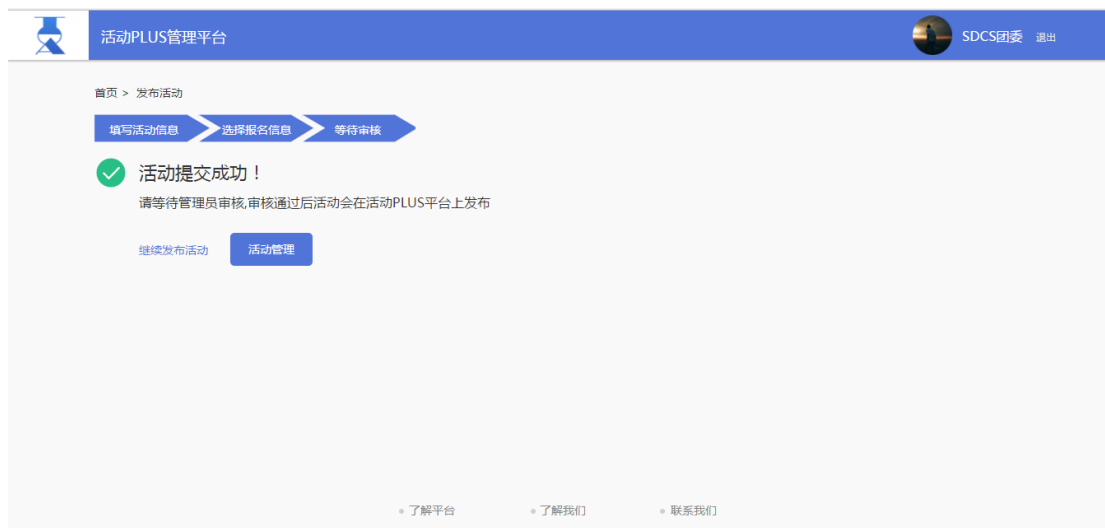 活动PLUS管理平台 SDCS团委 退出
首页 > 发布活动
填写活动信息 选择报名信息 等待审核
活动提交成功！
请等待管理员审核,审核通过后活动会在活动PLUS平台上发布
继续发布活动 活动管理
了解平台 了解我们 联系我们